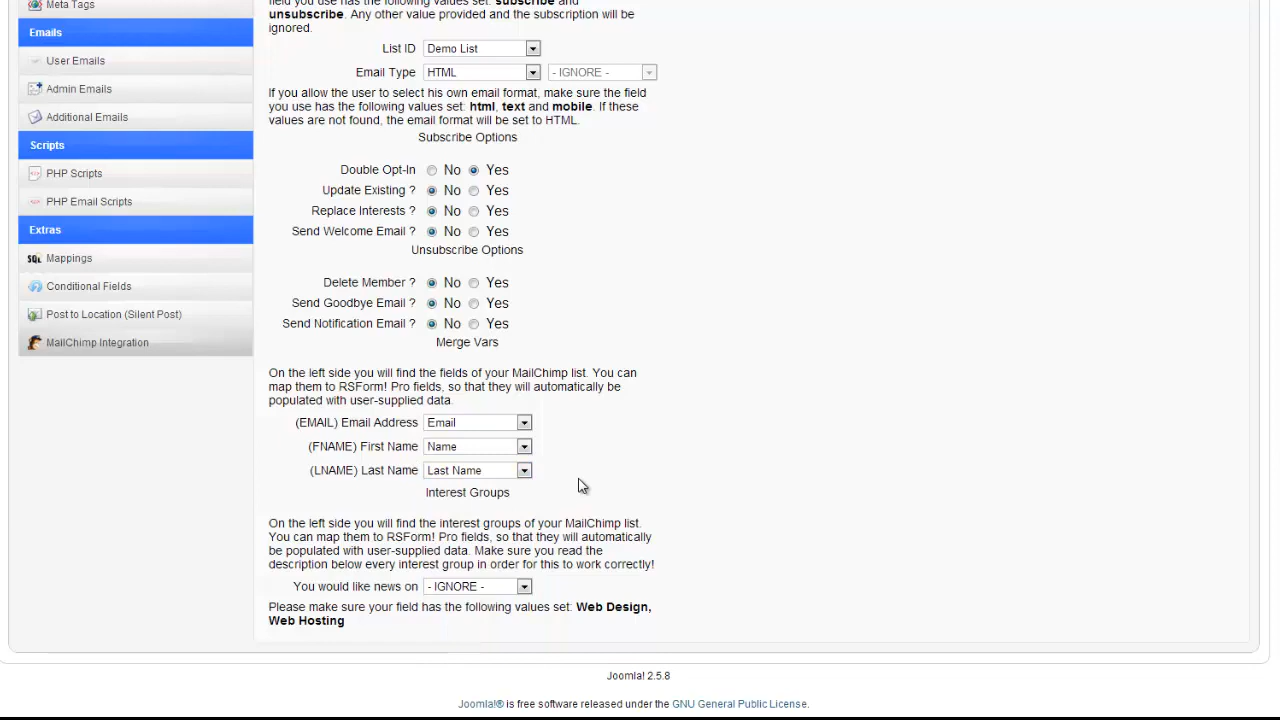 Meta Tags
Emails
User Emails
Admin Emails
Additional Emails
Scripts
PHP Scripts
PHP Email Scripts
Extras
Mappings
Conditional Fields
Post to Location (Silent Post)
MailChimp Integration
field you use has the following values set: subscribe and
unsubscribe. Any other value provided and the subscription will be
ignored.
List ID Demo List
Email Type HTML - IGNORE -
If you allow the user to select his own email format, make sure the field
you use has the following values set: html, text and mobile. If these
values are not found, the email format will be set to HTML.
Subscribe Options
Double Opt-In No Yes
Update Existing ? No Yes
Replace Interests ? No Yes
Send Welcome Email ? No Yes
Unsubscribe Options
Delete Member ? No Yes
Send Goodbye Email ? No Yes
Send Notification Email ? No Yes
Merge Vars
On the left side you will find the fields of your MailChimp list. You can
map them to RSForm! Pro fields, so that they will automatically be
populated with user-supplied data.
(EMAIL) Email Address Email
(FNAME) First Name Name
(LNAME) Last Name Last Name
Interest Groups
On the left side you will find the interest groups of your MailChimp list.
You can map them to RSForm! Pro fields, so that they will automatically
be populated with user-supplied data. Make sure you read the
description below every interest group in order for this to work correctly!
You would like news on - IGNORE -
Please make sure your field has the following values set: Web Design,
Web Hosting
Joomla! 2.5.8
Joomla!® is free software released under the GNU General Public License.